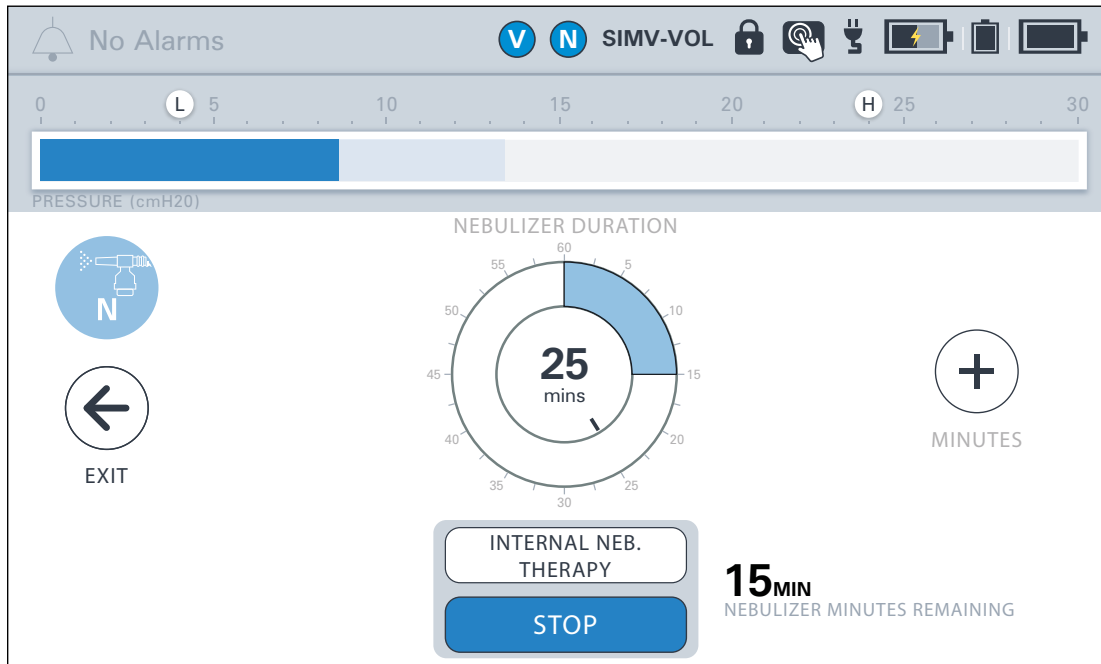 No Alarms
V N SIMV-VOL
0 L 5 10 15 20 H 25 30
PRESSURE (cmH20)
NEBULIZER DURATION
60
55 5
50 10
45 15
40 20
35 25
30
25
mins
N
EXIT
MINUTES
INTERNAL NEB.
THERAPY
STOP
15MIN
NEBULIZER MINUTES REMAINING